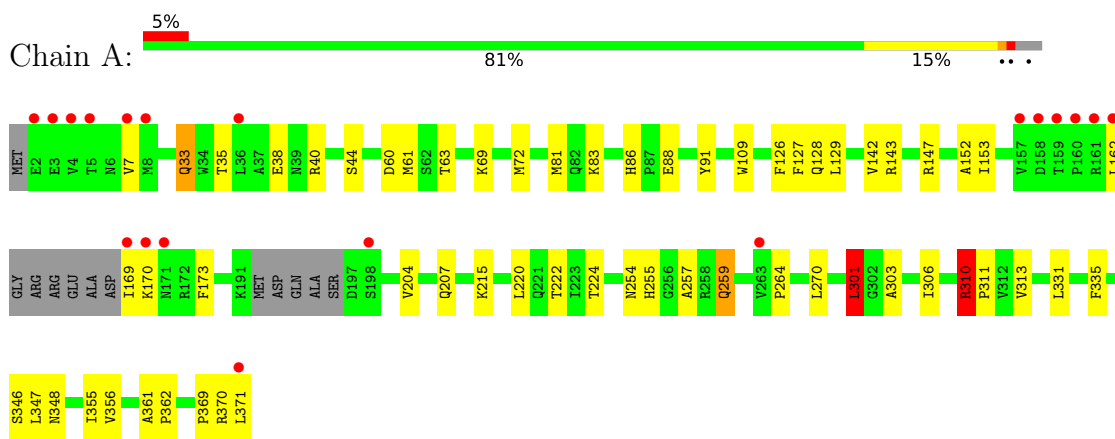 5%
Chain A:
81% 15% • • •
MET E2 E3 V4 T5 N6 V7 M8 Q33 W34 T35 L36 A37 E38 N39 R40 S44 D60 M61 S62 T63 K69 M72 M81 Q82 K83 H86 P87 E88 Y91 W109 F126 F127 Q128 L129 V142 R143 R147 A152 I153 V157 D158 T159 P160 R161 L162
GLY ARG ARG GLU ALA ASP I169 K170 N171 R172 F173 K191 MET ASP GLN ALA SER D197 S198 V204 Q207 K215 L220 Q221 T222 I223 T224 N254 H255 G256 A257 R258 Q259 V263 P264 L270 L301 G302 A303 I306 R310 P311 V312 V313 L331 F335
S346 L347 N348 I355 V356 A361 P362 P369 R370 L371